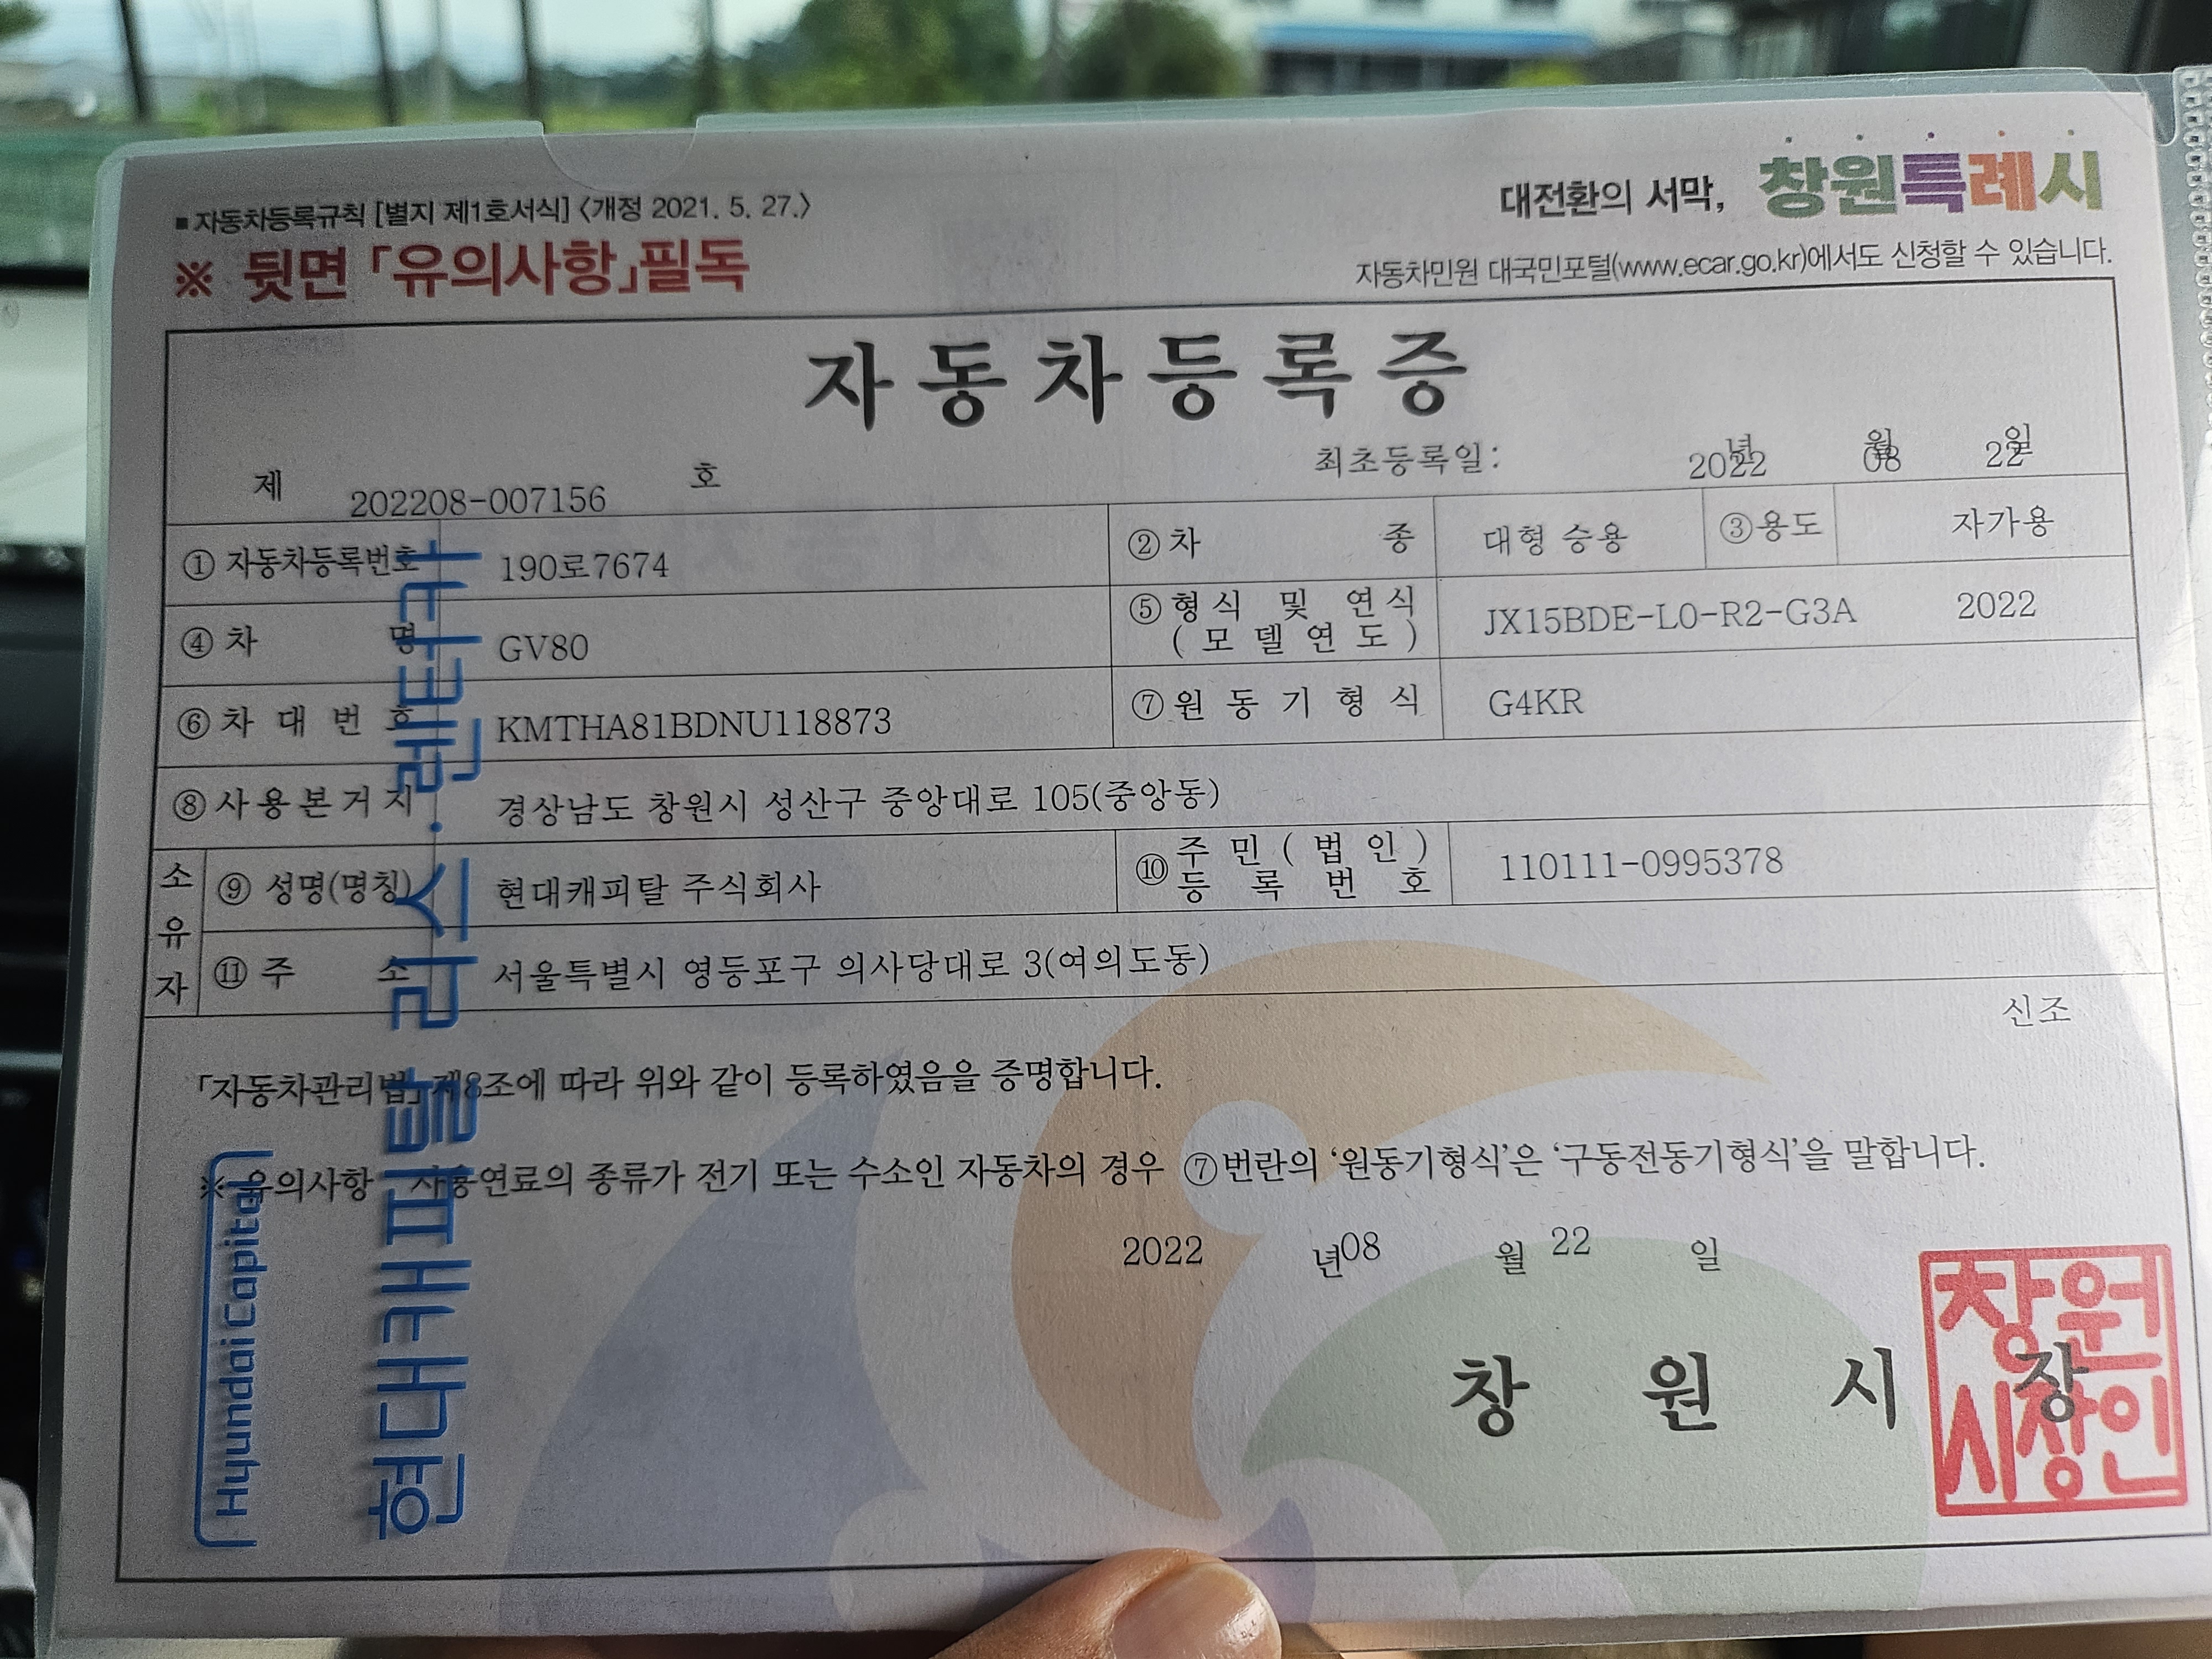 ■ 자동차등록규칙 [별지 제1호서식] 〈개정 2021. 5. 27.〉
※ 뒷면 「유의사항」필독
대전환의 서막, 창원특례시
자동차민원 대국민포털(www.ecar.go.kr)에서도 신청할 수 있습니다.
자동차등록증
제 202208-007156 호
최초등록일: 2022 년 08 월 22 일
① 자동차등록번호 190로7674 ② 차 종 대형 승용 ③ 용도 자가용
④ 차 명 GV80 ⑤ 형식 및 연식 (모델연도) JX15BDE-L0-R2-G3A 2022
⑥ 차 대 번 호 KMTHA81BDNU118873 ⑦ 원 동 기 형 식 G4KR
⑧ 사용본거지 경상남도 창원시 성산구 중앙대로 105(중앙동)
소유자
⑨ 성명(명칭) 현대캐피탈 주식회사 ⑩ 주민(법인)등록번호 110111-0995378
⑪ 주 소 서울특별시 영등포구 의사당대로 3(여의도동)
신조
「자동차관리법」 제8조에 따라 위와 같이 등록하였음을 증명합니다.
※ 유의사항 사용연료의 종류가 전기 또는 수소인 자동차의 경우 ⑦번란의 '원동기형식'은 '구동전동기형식'을 말합니다.
2022 년 08 월 22 일
창 원 시 장
창원시장인
Hyundai Capital
현대캐피탈 리스·렌터카